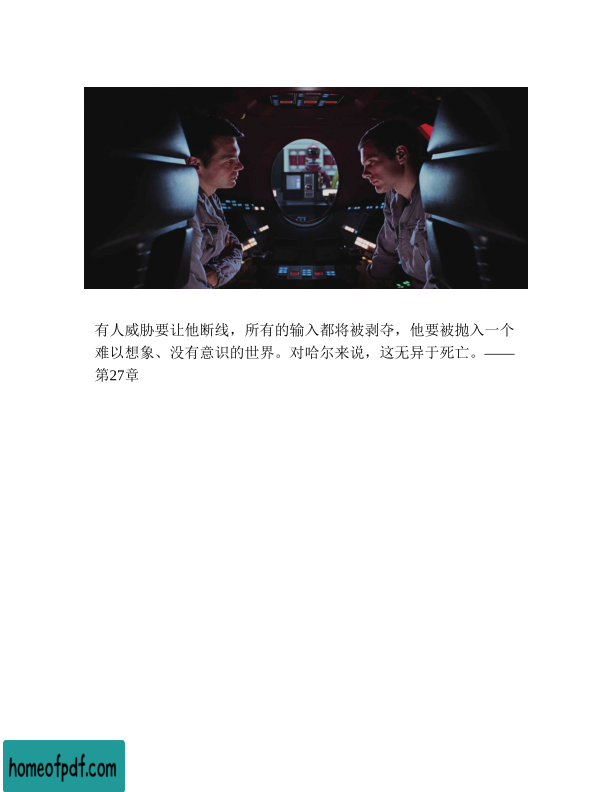 有人威胁要让他断线，所有的输入都将被剥夺，他要被抛入一个
难以想象、没有意识的世界。对哈尔来说，这无异于死亡。——
第27章
homeofpdf.com